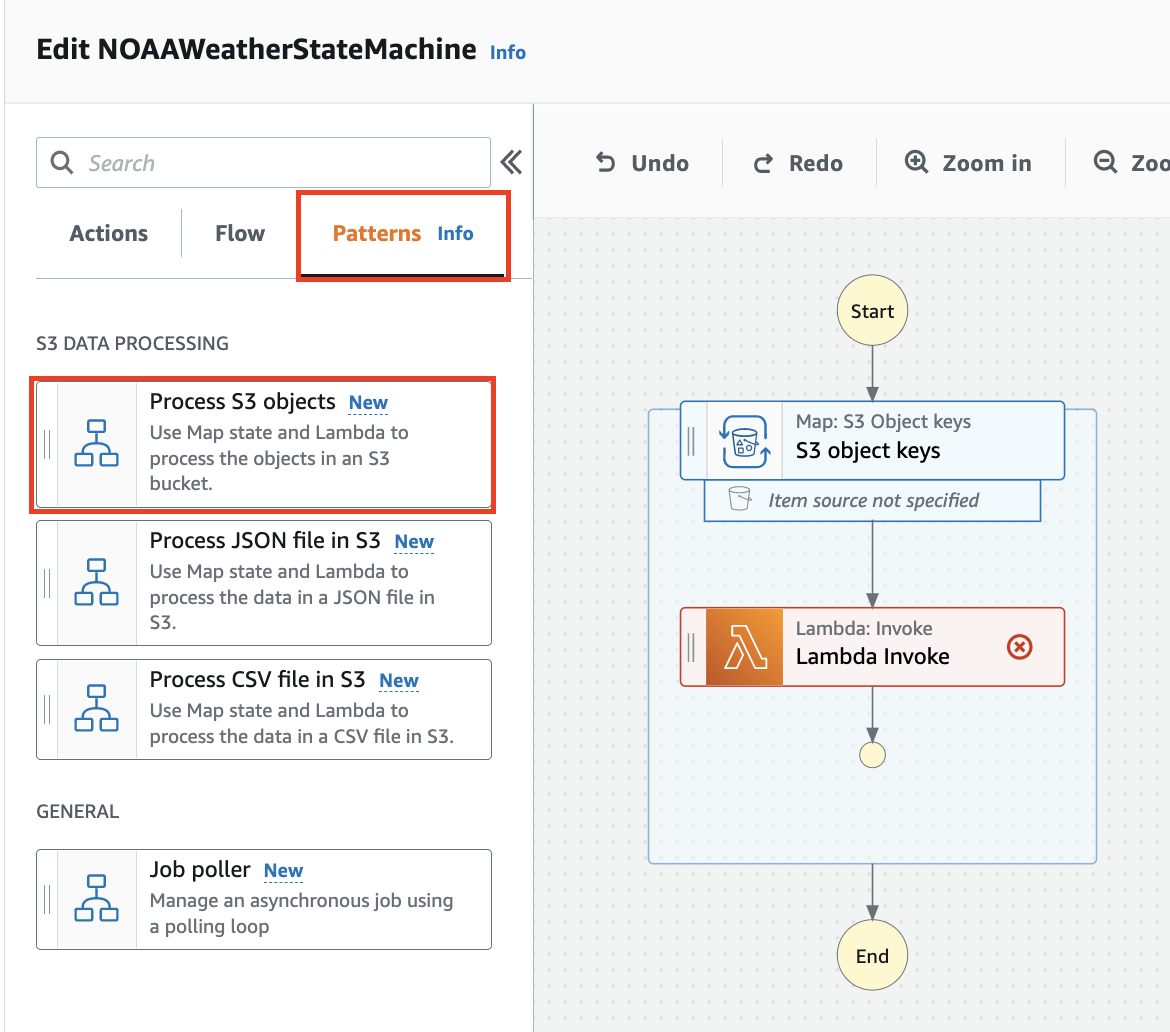 Edit NOAAWeatherStateMachine Info
Search
Actions Flow Patterns Info
S3 DATA PROCESSING
Process S3 objects New
Use Map state and Lambda to
process the objects in an S3
bucket.
Process JSON file in S3 New
Use Map state and Lambda to
process the data in a JSON file in
S3.
Process CSV file in S3 New
Use Map state and Lambda to
process the data in a CSV file in S3.
GENERAL
Job poller New
Manage an asynchronous job using
a polling loop
Undo Redo Zoom in Zoo
Start
Map: S3 Object keys
S3 object keys
Item source not specified
Lambda: Invoke
Lambda Invoke
End